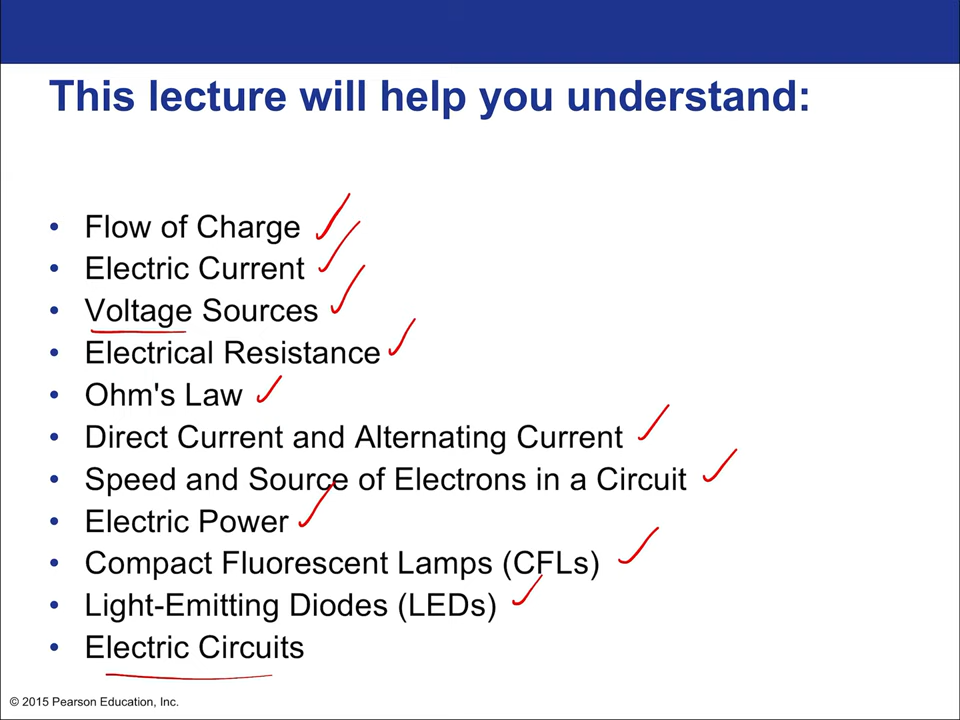 This lecture will help you understand:
• Flow of Charge
• Electric Current
• Voltage Sources
• Electrical Resistance
• Ohm's Law
• Direct Current and Alternating Current
• Speed and Source of Electrons in a Circuit
• Electric Power
• Compact Fluorescent Lamps (CFLs)
• Light-Emitting Diodes (LEDs)
• Electric Circuits
© 2015 Pearson Education, Inc.